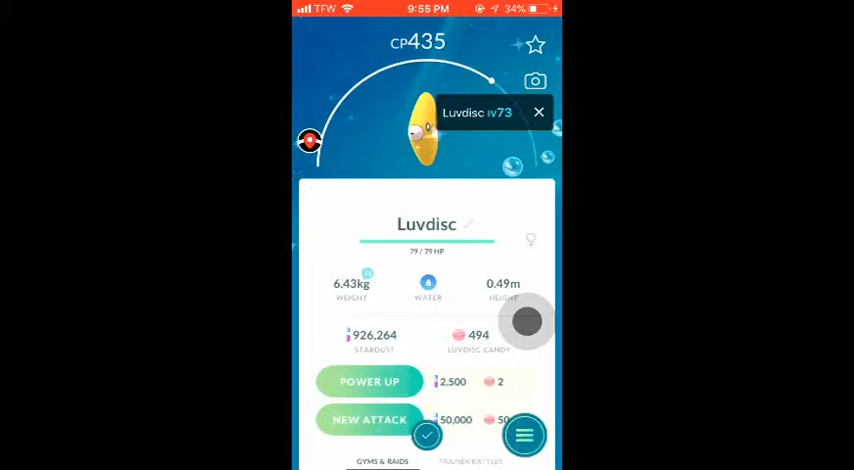 TFW 9:55 PM 34%
CP435
Luvdisc IV73
Luvdisc
79 / 79 HP
6.43kg 0.49m
WEIGHT WATER HEIGHT
926,264 494
STARDUST LUVDISC CANDY
POWER UP 2,500 2
NEW ATTACK 50,000 50
GYMS & RAIDS TRAINER BATTLES